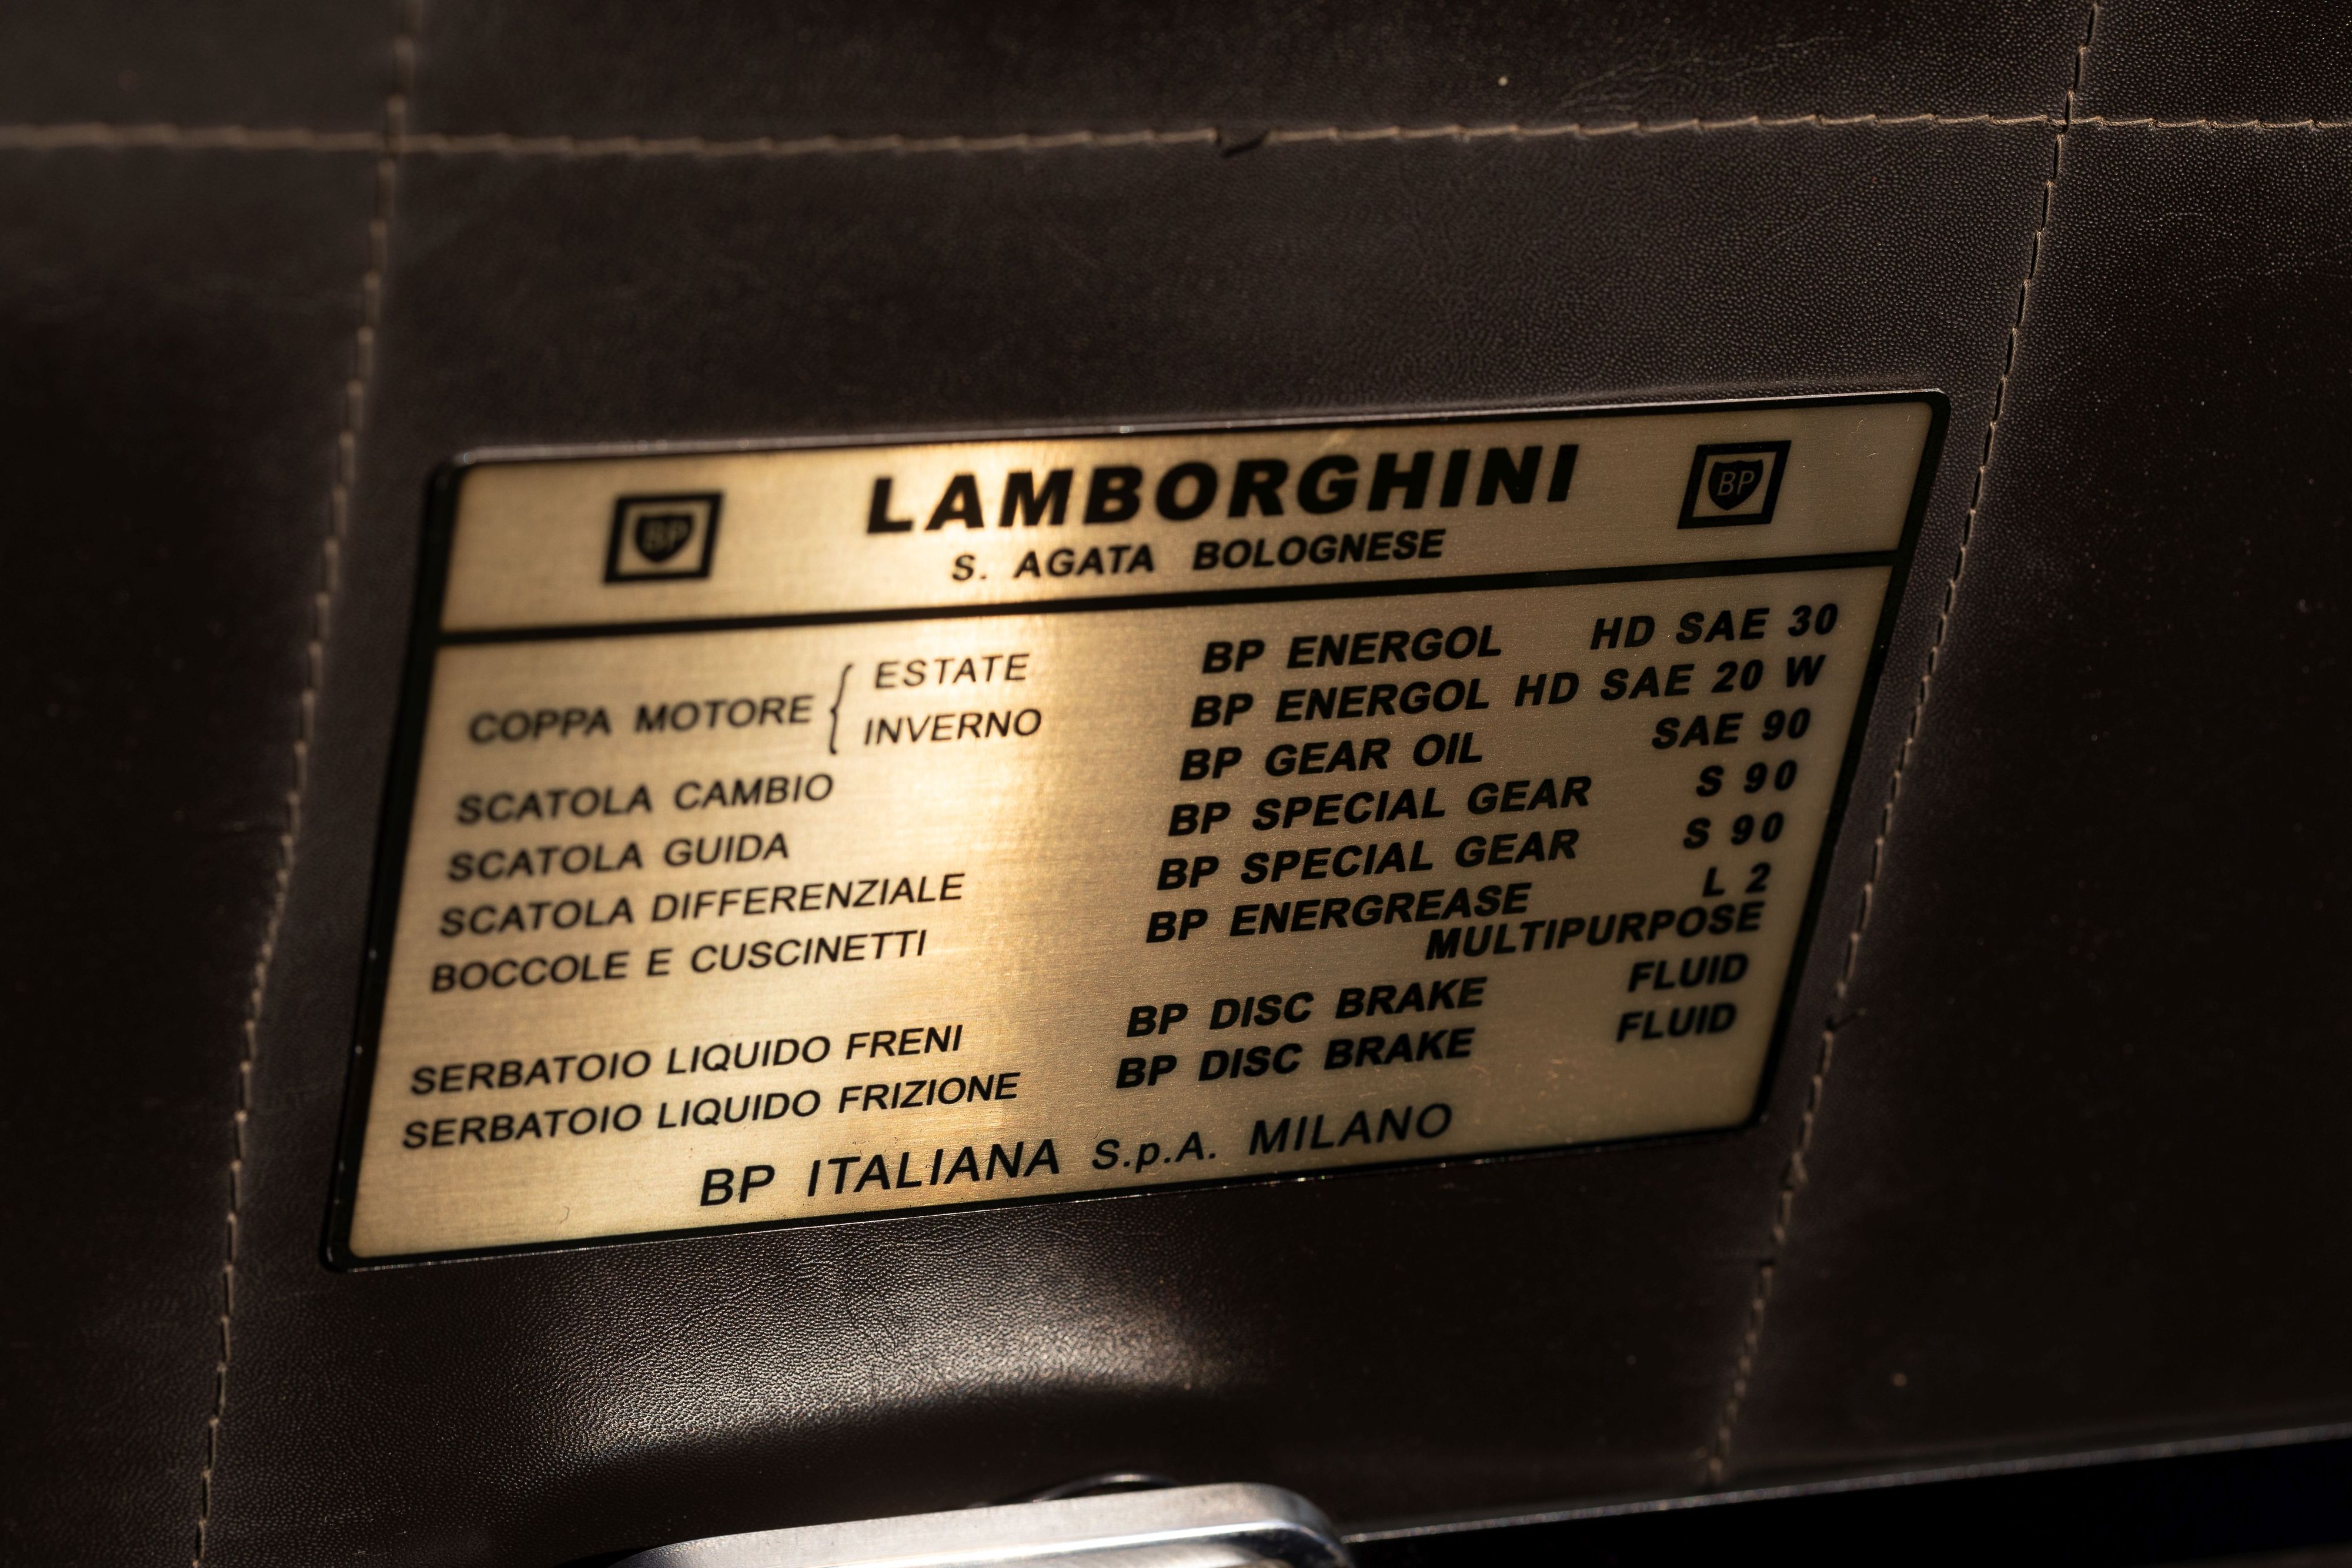 BP LAMBORGHINI BP
S. AGATA BOLOGNESE
COPPA MOTORE { ESTATE BP ENERGOL HD SAE 30
INVERNO BP ENERGOL HD SAE 20 W
SCATOLA CAMBIO BP GEAR OIL SAE 90
SCATOLA GUIDA BP SPECIAL GEAR S 90
SCATOLA DIFFERENZIALE BP SPECIAL GEAR S 90
BOCCOLE E CUSCINETTI BP ENERGREASE L 2
MULTIPURPOSE
SERBATOIO LIQUIDO FRENI BP DISC BRAKE FLUID
SERBATOIO LIQUIDO FRIZIONE BP DISC BRAKE FLUID
BP ITALIANA S.p.A. MILANO